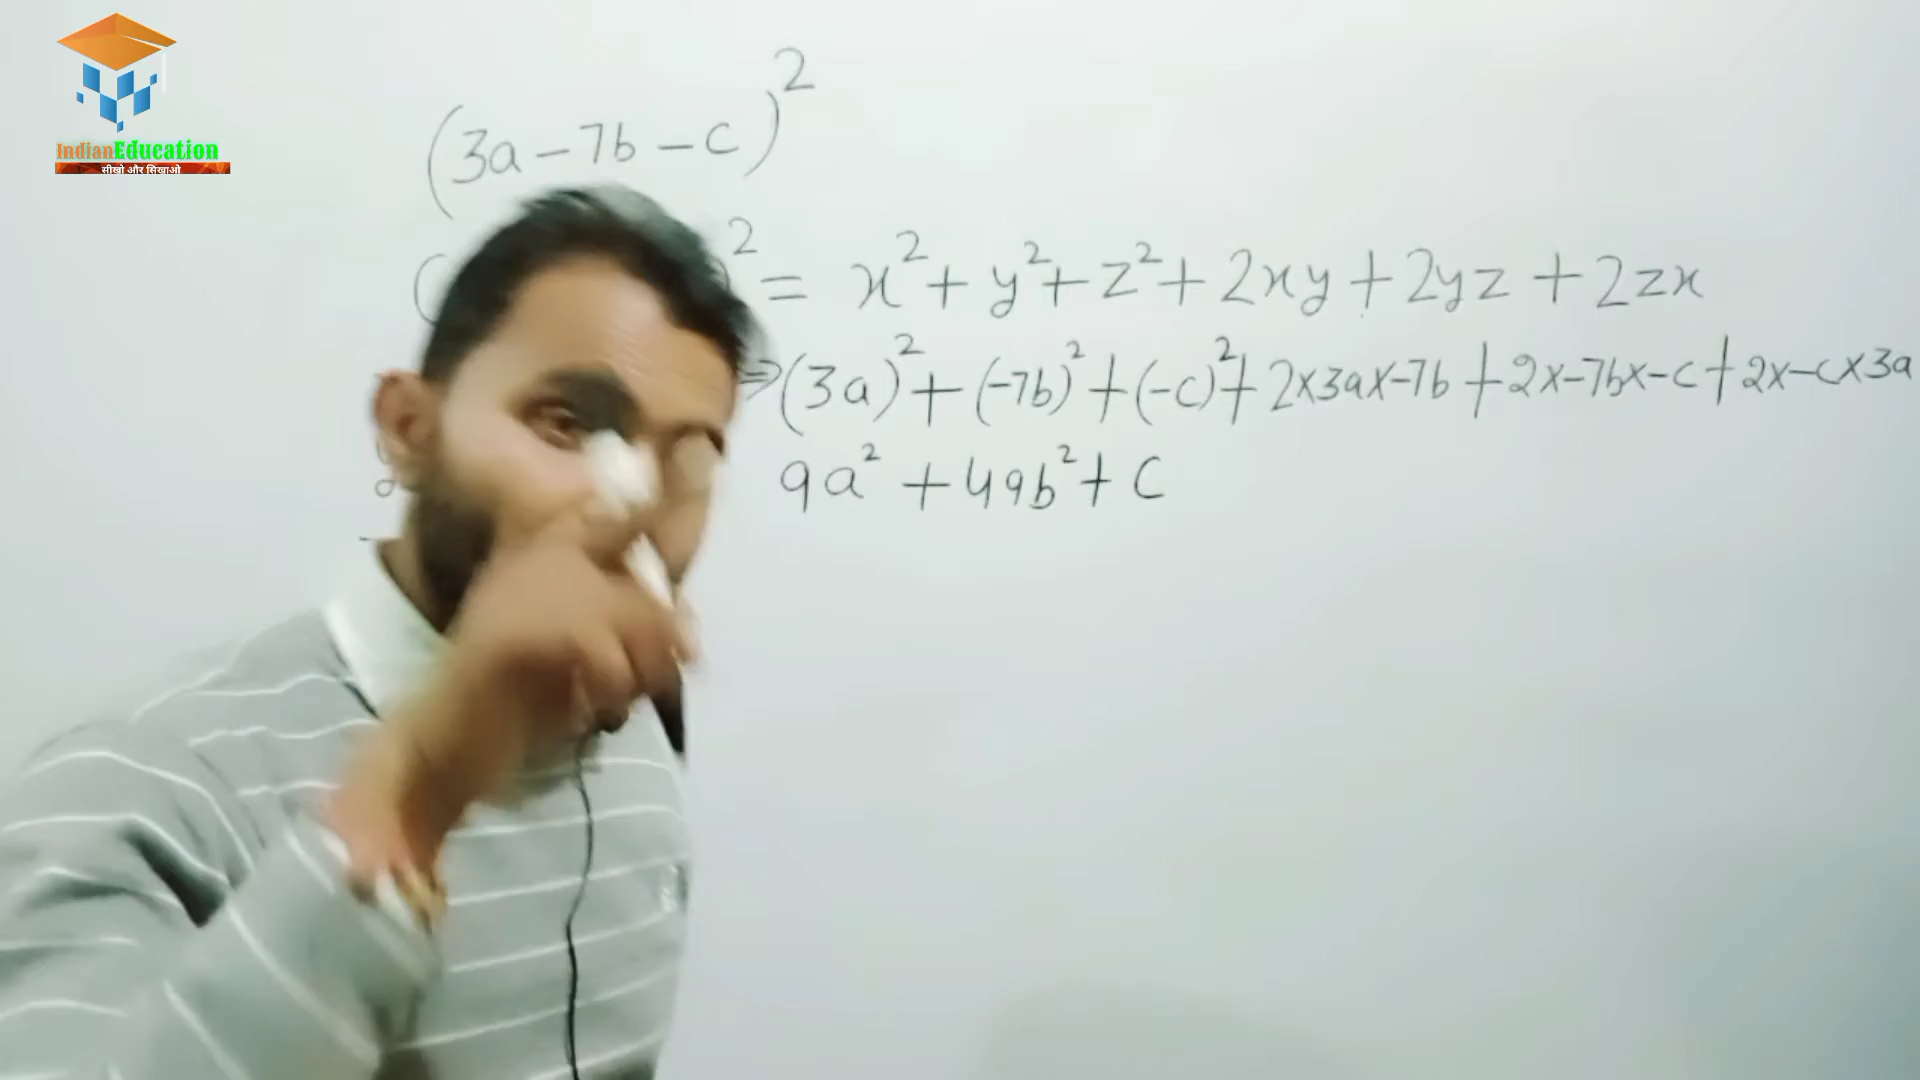 IndianEducation
सीखो और सिखाओ
(3a-7b-c)²
( ² = x²+y²+z²+2xy+2yz+2zx
⇒(3a)²+(-7b)²+(-c)²+2×3a×-7b+2×-7b×-c+2×-c×3a
9a²+49b²+c